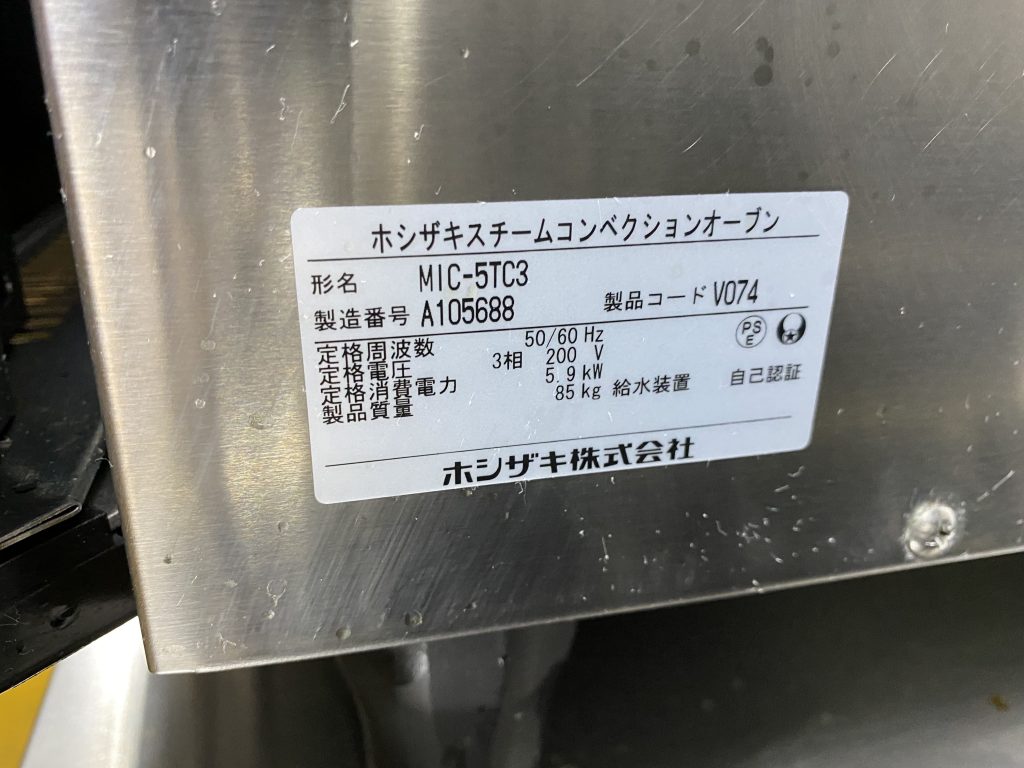 ホシザキスチームコンベクションオーブン
形名 MIC-5TC3
製造番号 A105688 製品コード V074
定格周波数 50/60 Hz
定格電圧 3相 200 V
定格消費電力 5.9 kW
製品質量 85 kg 給水装置
PS E
自己認証
ホシザキ株式会社